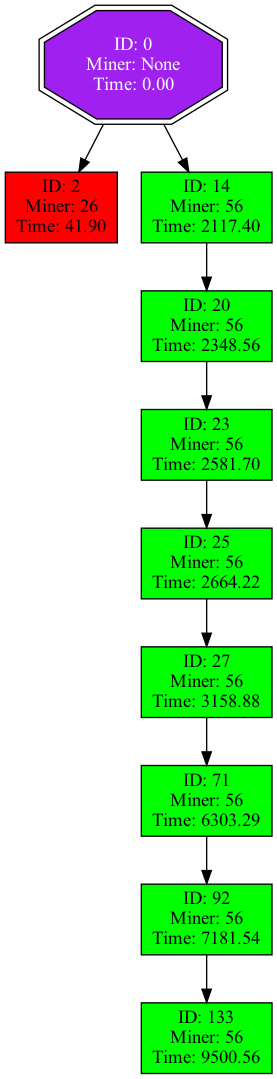 ID: 0
Miner: None
Time: 0.00
ID: 2
Miner: 26
Time: 41.90
ID: 14
Miner: 56
Time: 2117.40
ID: 20
Miner: 56
Time: 2348.56
ID: 23
Miner: 56
Time: 2581.70
ID: 25
Miner: 56
Time: 2664.22
ID: 27
Miner: 56
Time: 3158.88
ID: 71
Miner: 56
Time: 6303.29
ID: 92
Miner: 56
Time: 7181.54
ID: 133
Miner: 56
Time: 9500.56